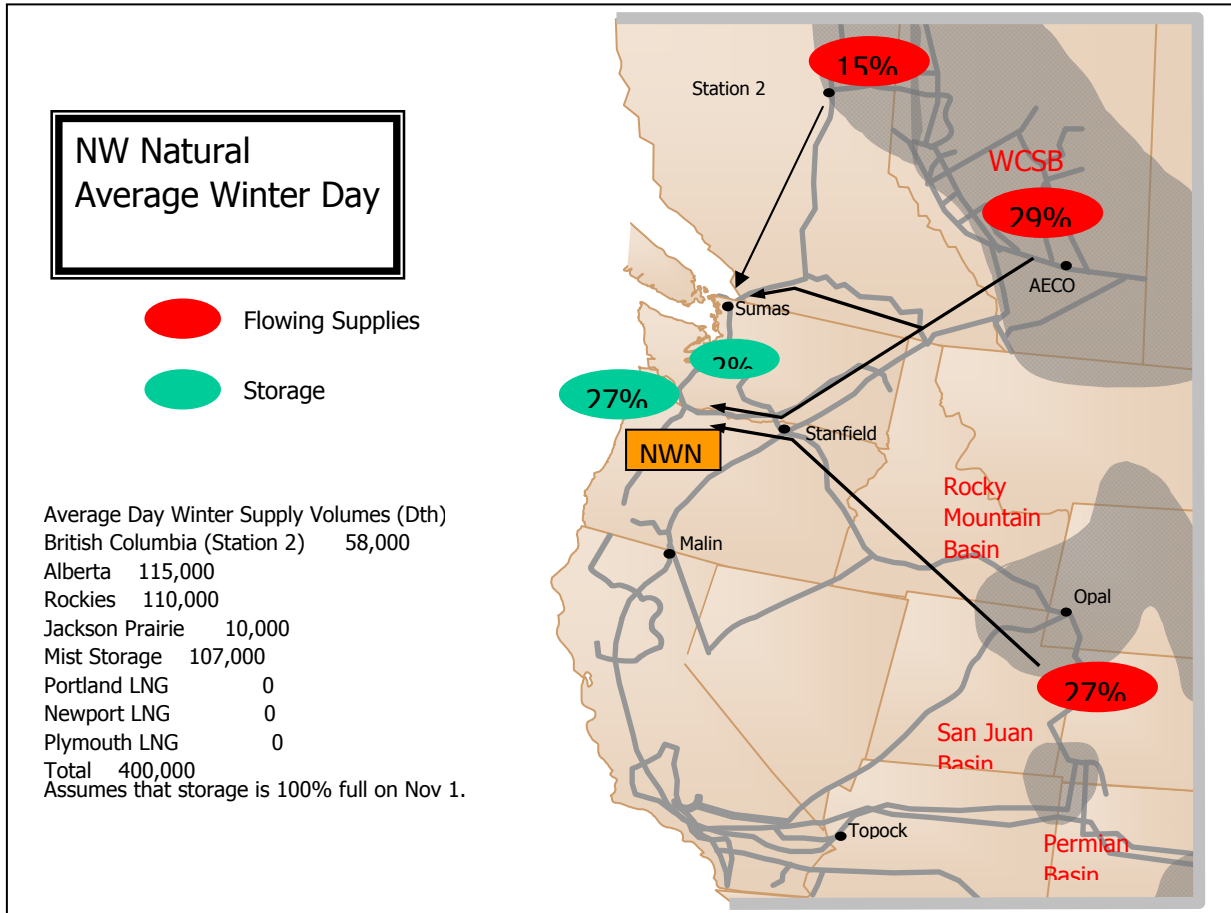 NW Natural
Average Winter Day
Flowing Supplies
Storage
Average Day Winter Supply Volumes (Dth)
British Columbia (Station 2) 58,000
Alberta 115,000
Rockies 110,000
Jackson Prairie 10,000
Mist Storage 107,000
Portland LNG 0
Newport LNG 0
Plymouth LNG 0
Total 400,000
Assumes that storage is 100% full on Nov 1.
15%
Station 2
WCSB
29%
AECO
Sumas
2%
27%
Stanfield
NWN
Rocky
Mountain
Basin
Malin
Opal
27%
San Juan
Basin
Topock
Permian
Basin